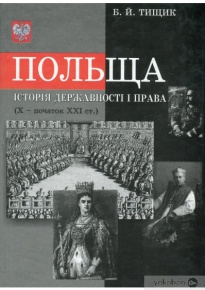 Б. Й. ТИЩИК
ПОЛЬЩА
ІСТОРІЯ ДЕРЖАВНОСТІ І ПРАВА
(X – початок XXI ст.)